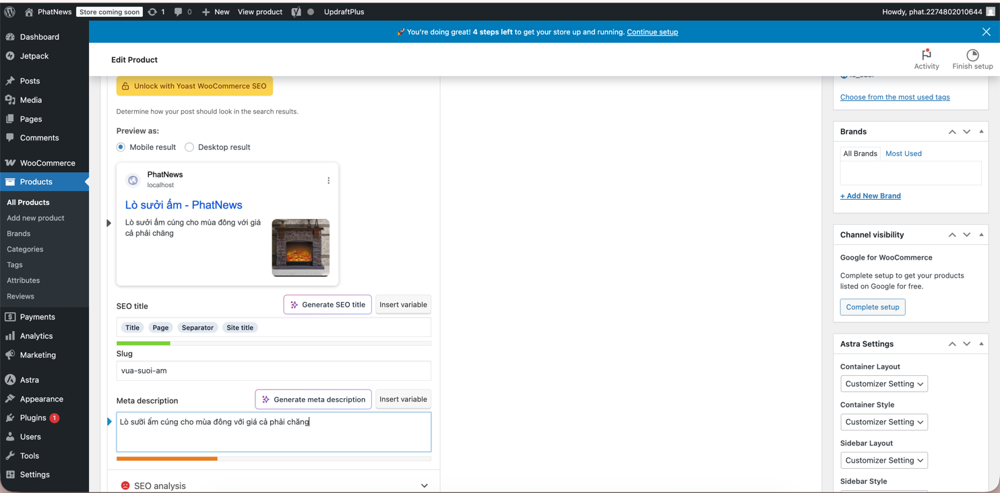 PhatNews Store coming soon 1 0 New View product UpdraftPlus Howdy, phat.2274802010644
🚀 You're doing great! 4 steps left to get your store up and running. Continue setup
Edit Product
Activity
Finish setup
Dashboard
Jetpack
Posts
Media
Pages
Comments
WooCommerce
Products
All Products
Add new product
Brands
Categories
Tags
Attributes
Reviews
Payments
Analytics
Marketing
Astra
Appearance
Plugins 1
Users
Tools
Settings
Unlock with Yoast WooCommerce SEO
Determine how your post should look in the search results.
Preview as:
Mobile result Desktop result
PhatNews
localhost
Lò sưởi ấm - PhatNews
Lò sưởi ấm cúng cho mùa đông với giá
cả phải chăng
SEO title
Generate SEO title
Insert variable
Title Page Separator Site title
Slug
vua-suoi-am
Meta description
Generate meta description
Insert variable
Lò sưởi ấm cúng cho mùa đông với giá cả phải chăng
SEO analysis
Choose from the most used tags
Brands
All Brands Most Used
+ Add New Brand
Channel visibility
Google for WooCommerce
Complete setup to get your products
listed on Google for free.
Complete setup
Astra Settings
Container Layout
Customizer Setting
Container Style
Customizer Setting
Sidebar Layout
Customizer Setting
Sidebar Style